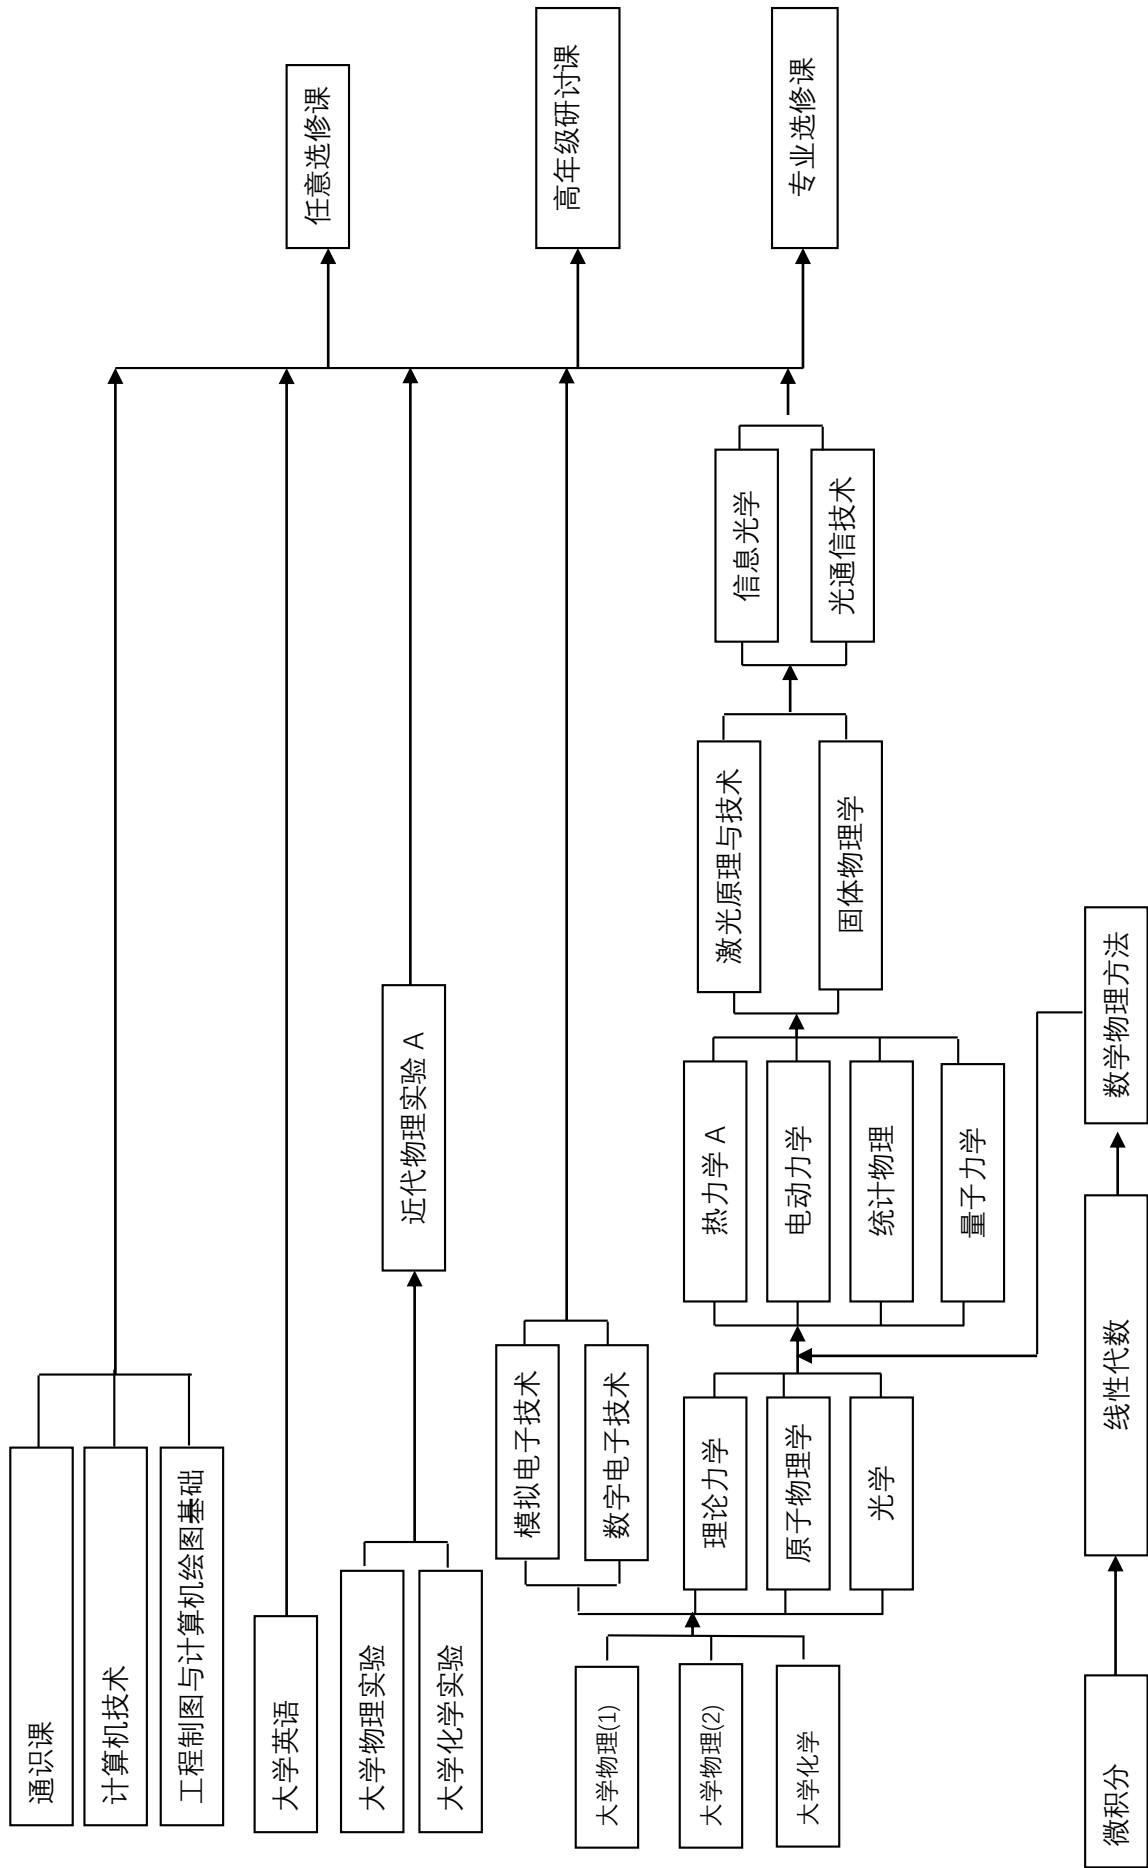 通识课
计算机技术
工程制图与计算机绘图基础
大学英语
大学物理实验
大学化学实验
近代物理实验 A
模拟电子技术
数字电子技术
大学物理(1)
大学物理(2)
大学化学
理论力学
原子物理学
光学
热力学 A
电动力学
统计物理
量子力学
激光原理与技术
固体物理学
信息光学
光通信技术
微积分
线性代数
数学物理方法
任意选修课
高年级研讨课
专业选修课